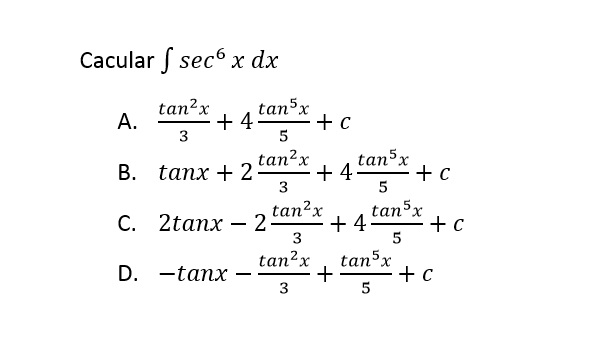 Cacular ∫ sec⁶ x dx
A. tan²x/3 + 4 tan⁵x/5 + c
B. tanx + 2 tan²x/3 + 4 tan⁵x/5 + c
C. 2tanx − 2 tan²x/3 + 4 tan⁵x/5 + c
D. −tanx − tan²x/3 + tan⁵x/5 + c